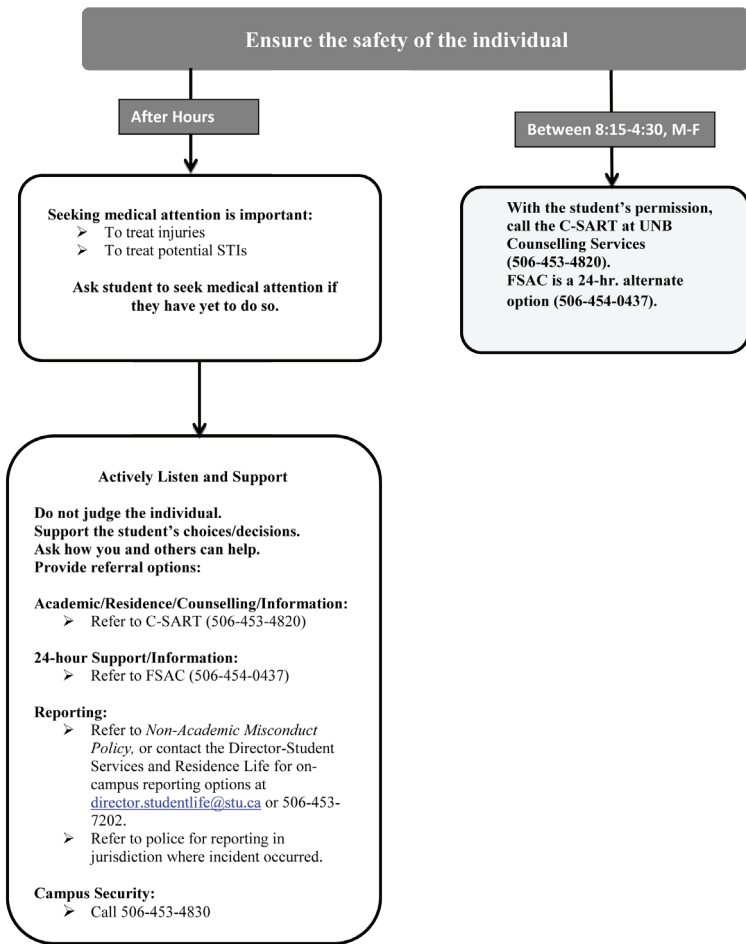 Ensure the safety of the individual
After Hours
Between 8:15-4:30, M-F
Seeking medical attention is important:
➢ To treat injuries
➢ To treat potential STIs
Ask student to seek medical attention if
they have yet to do so.
With the student’s permission,
call the C-SART at UNB
Counselling Services
(506-453-4820).
FSAC is a 24-hr. alternate
option (506-454-0437).
Actively Listen and Support
Do not judge the individual.
Support the student’s choices/decisions.
Ask how you and others can help.
Provide referral options:
Academic/Residence/Counselling/Information:
➢ Refer to C-SART (506-453-4820)
24-hour Support/Information:
➢ Refer to FSAC (506-454-0437)
Reporting:
➢ Refer to Non-Academic Misconduct
Policy, or contact the Director-Student
Services and Residence Life for on-
campus reporting options at
director.studentlife@stu.ca or 506-453-
7202.
➢ Refer to police for reporting in
jurisdiction where incident occurred.
Campus Security:
➢ Call 506-453-4830